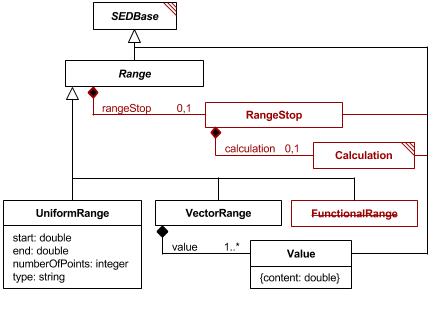 SEDBase
Range
rangeStop 0,1
RangeStop
calculation 0,1
Calculation
UniformRange
start: double
end: double
numberOfPoints: integer
type: string
VectorRange
FunctionalRange
value 1..*
Value
{content: double}